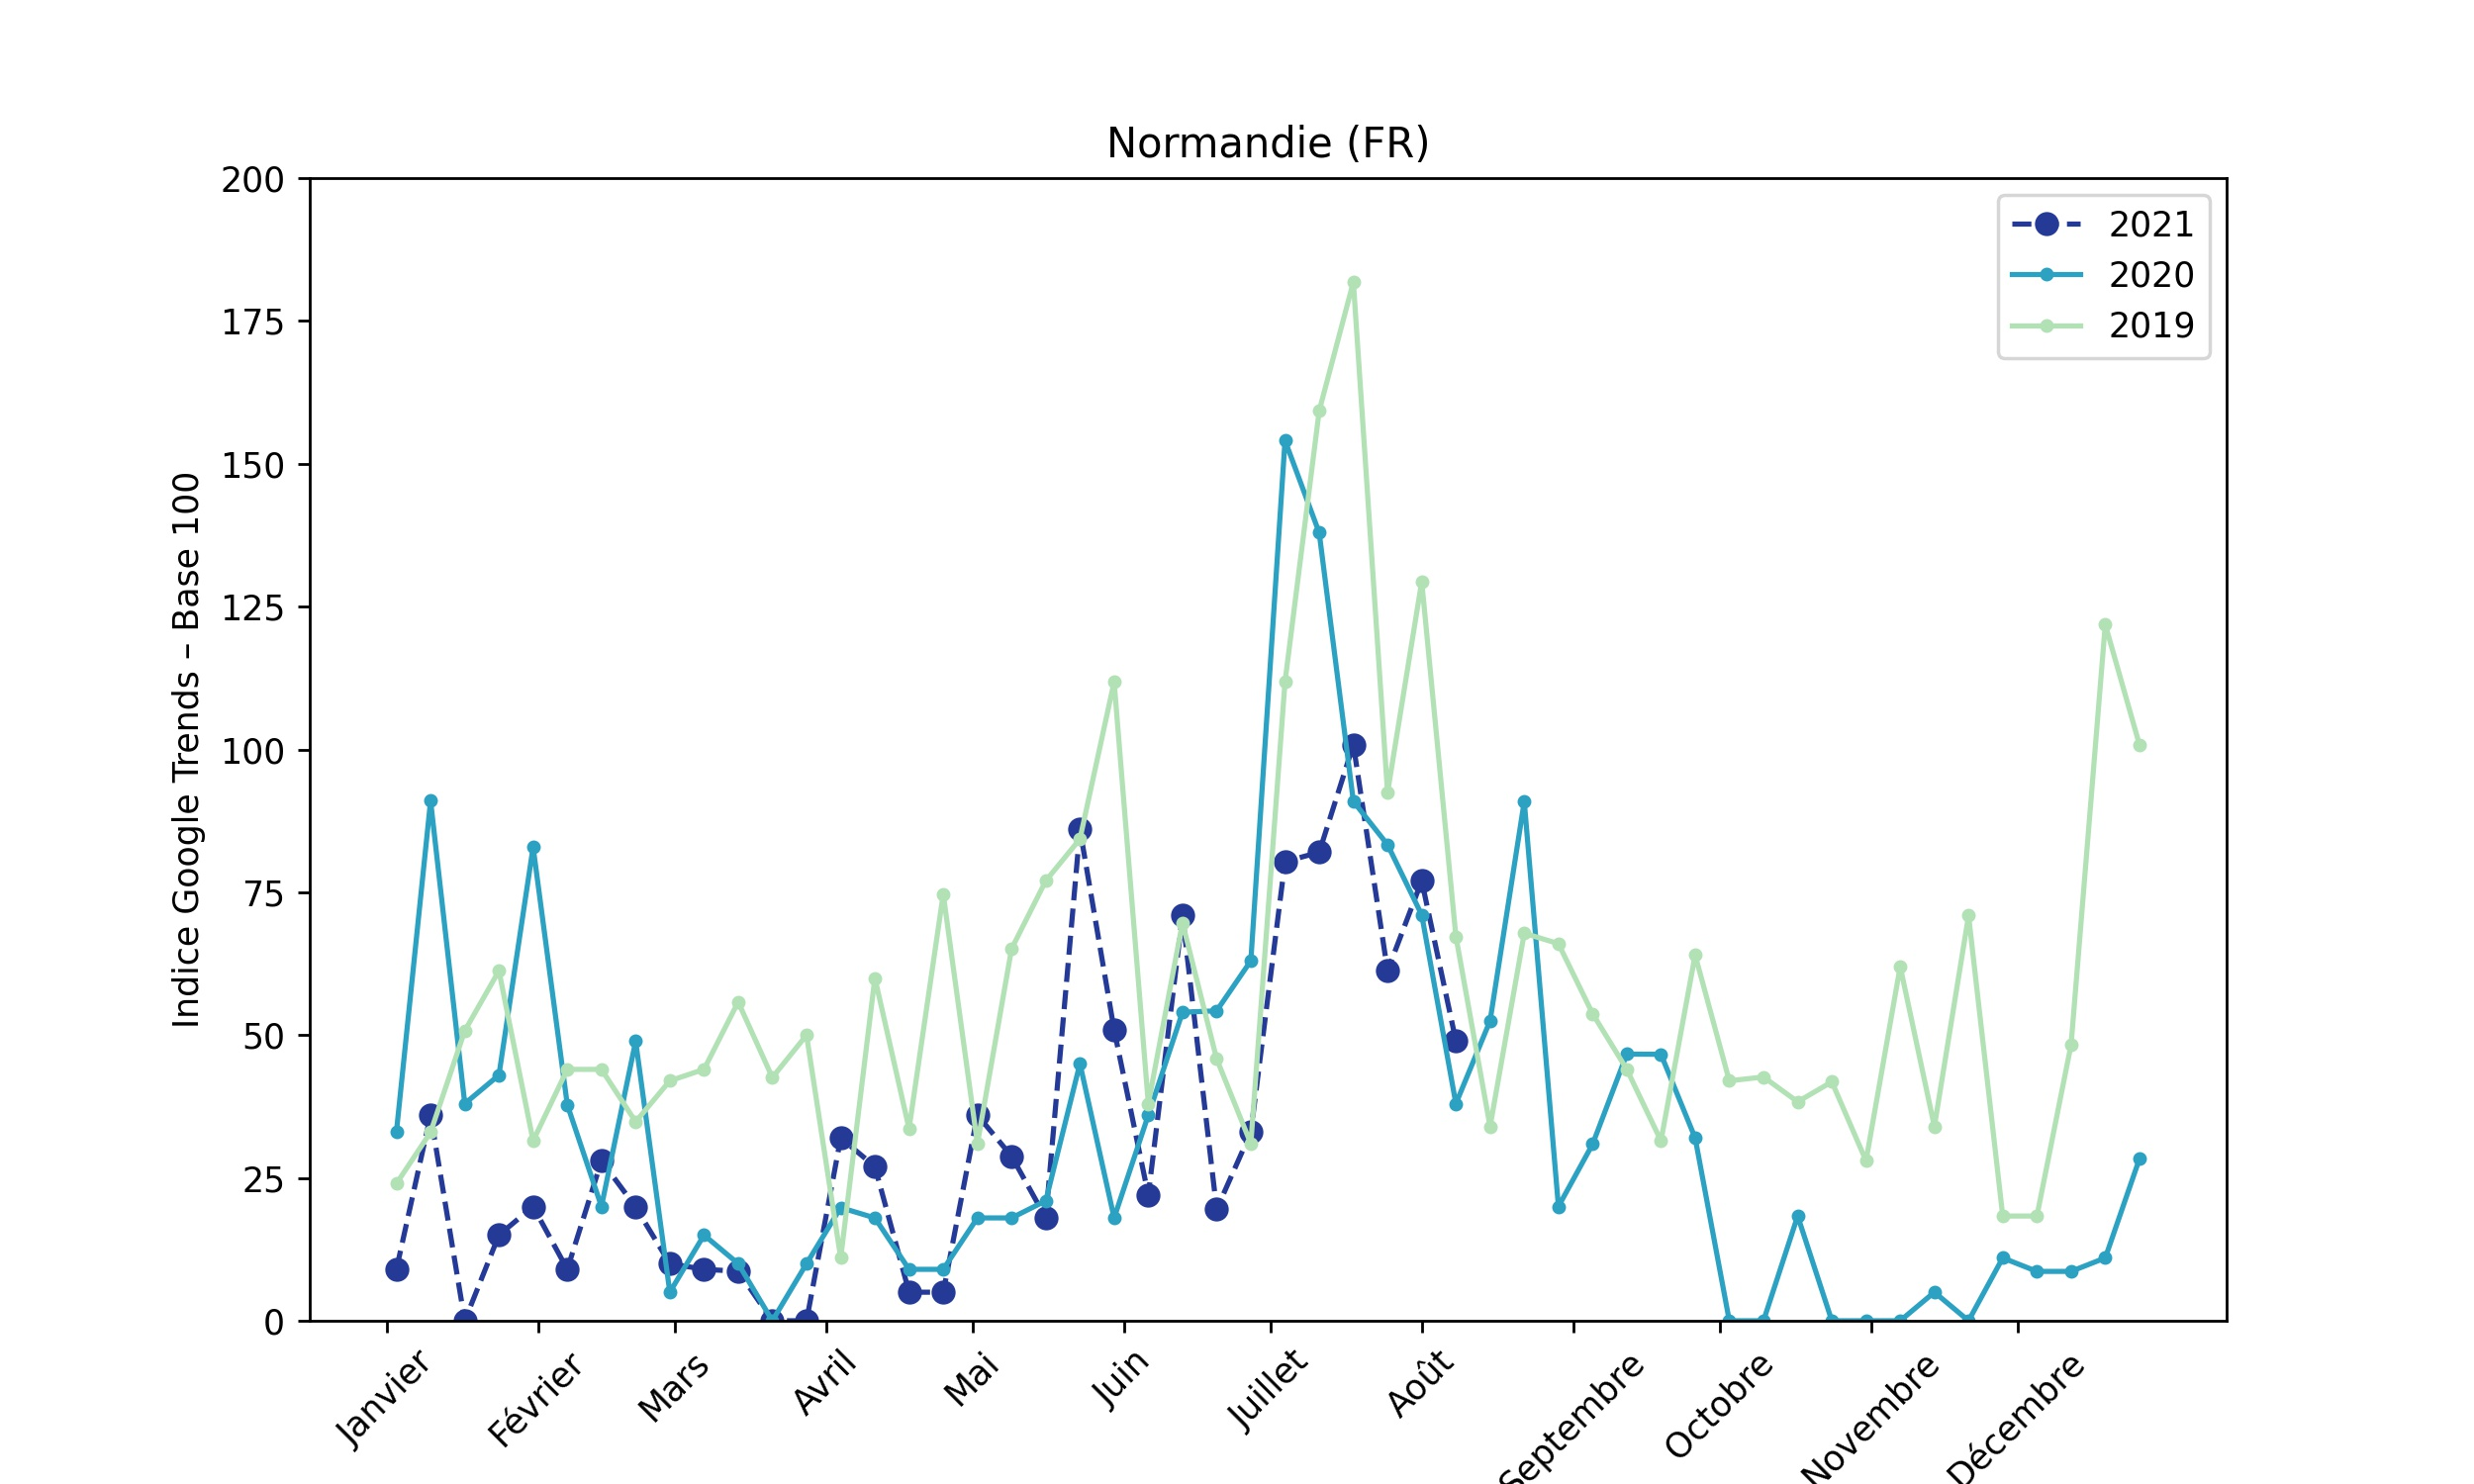 Normandie (FR)
Indice Google Trends – Base 100
200
175
150
125
100
75
50
25
0
2021
2020
2019
Janvier
Février
Mars
Avril
Mai
Juin
Juillet
Août
Septembre
Octobre
Novembre
Décembre